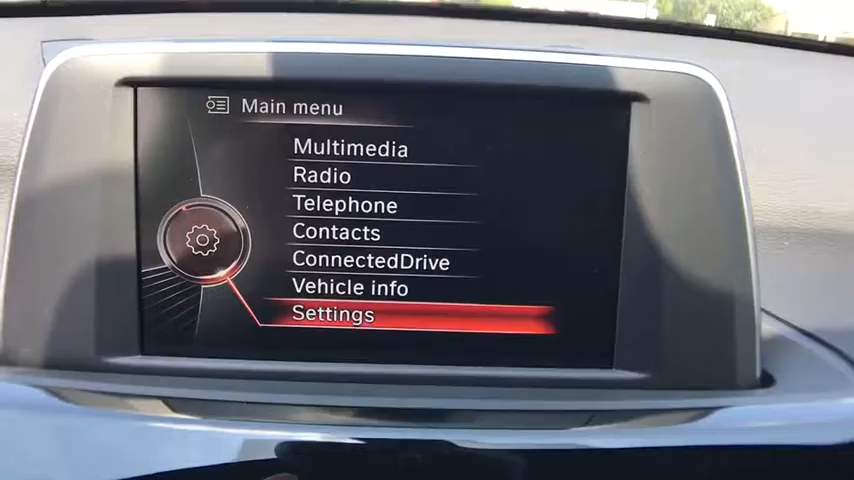 Main menu
Multimedia
Radio
Telephone
Contacts
ConnectedDrive
Vehicle info
Settings